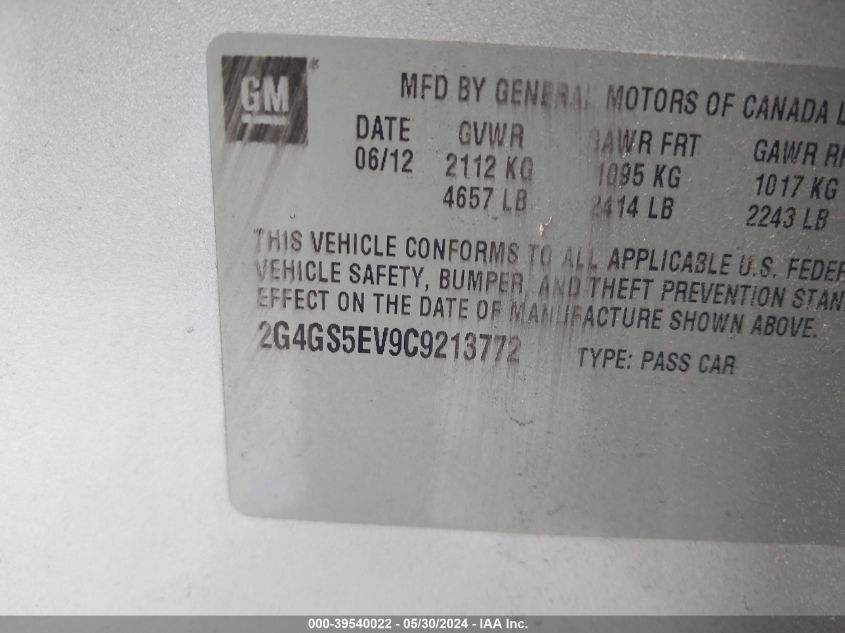 GM*
MFD BY GENERAL MOTORS OF CANADA L
DATE GVWR GAWR FRT GAWR RR
06/12 2112 KG 1095 KG 1017 KG
4657 LB 2414 LB 2243 LB
THIS VEHICLE CONFORMS TO ALL APPLICABLE U.S. FEDER
VEHICLE SAFETY, BUMPER, AND THEFT PREVENTION STAN
EFFECT ON THE DATE OF MANUFACTURE SHOWN ABOVE.
2G4GS5EV9C9213772 TYPE: PASS CAR
000-39540022 - 05/30/2024 - IAA Inc.